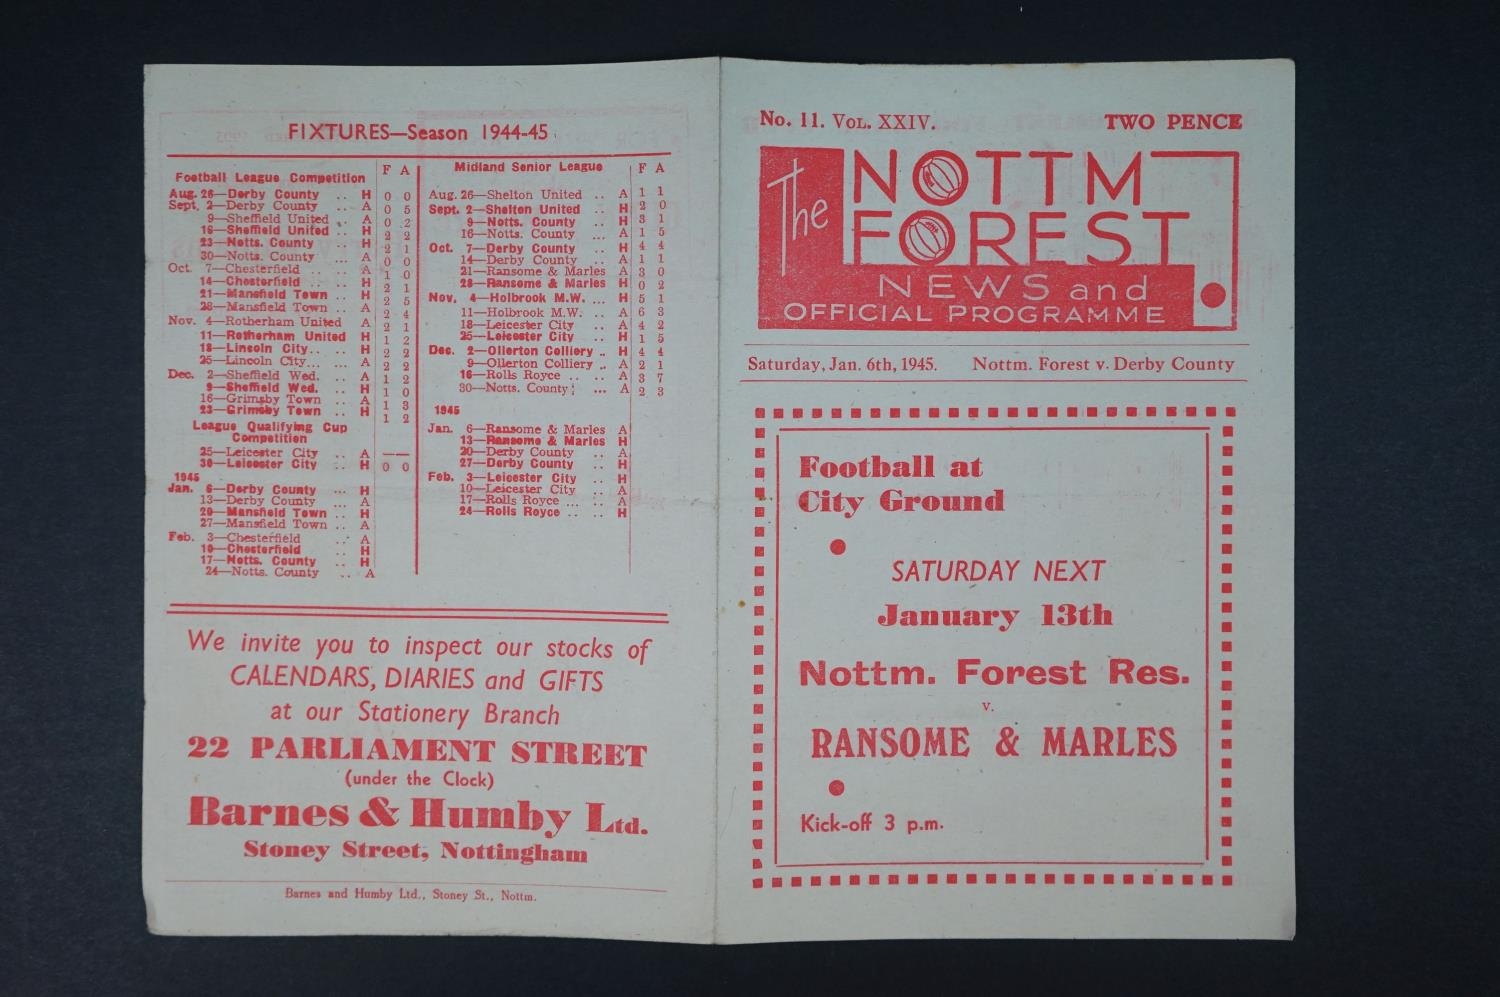 FIXTURES—Season 1944-45
Football League Competition F A
Aug. 26—Derby County .. H 0 0
Sept. 2—Derby County .. A 0 5
9—Sheffield United .. A 0 2
16—Sheffield United .. H 2 2
23—Notts. County .. H 2 1
30—Notts. County ... A 0 0
Oct. 7—Chesterfield .. .. A 1 0
14—Chesterfield .. .. H 2 1
21—Mansfield Town .. H 2 5
28—Mansfield Town .. A 2 4
Nov. 4—Rotherham United A 2 1
11—Rotherham United H 1 2
18—Lincoln City.. .. H 2 2
25—Lincoln City... ... A 2 2
Dec. 2—Sheffield Wed. .. A 1 2
9—Sheffield Wed. .. H 1 0
16—Grimsby Town .. A 1 3
23—Grimsby Town .. H 1 2
League Qualifying Cup
Competition
25—Leicester City .. A ——
30—Leicester City .. H 0 0
1945
Jan. 6—Derby County ... H
13—Derby County ... A
20—Mansfield Town .. H
27—Mansfield Town .. A
Feb. 3—Chesterfield .. A
10—Chesterfield .. H
17—Notts. County .. H
24—Notts. County .. A
Midland Senior League F A
Aug. 26—Shelton United .. A 1 1
Sept. 2—Shelton United .. H 2 0
9—Notts. County .. H 3 1
16—Notts. County ... A 1 5
Oct. 7—Derby County .. H 4 4
14—Derby County .. A 1 1
21—Ransome & Marles A 3 0
28—Ransome & Marles H 0 2
Nov. 4—Holbrook M.W. ... H 5 1
11—Holbrook M.W. .. A 6 3
18—Leicester City .. A 4 2
25—Leicester City .. H 1 5
Dec. 2—Ollerton Colliery .. H 4 4
9—Ollerton Colliery .. A 2 1
16—Rolls Royce .. .. A 3 7
30—Notts. County ... A 2 3
1945
Jan. 6—Ransome & Marles A
13—Ransome & Marles H
20—Derby County .. A
27—Derby County .. H
Feb. 3—Leicester City .. H
10—Leicester City A
17—Rolls Royce ... .. A
24—Rolls Royce .. .. H
We invite you to inspect our stocks of
CALENDARS, DIARIES and GIFTS
at our Stationery Branch
22 PARLIAMENT STREET
(under the Clock)
Barnes & Humby Ltd.
Stoney Street, Nottingham
Barnes and Humby Ltd., Stoney St., Nottm.
No. 11. VOL. XXIV. TWO PENCE
The NOTTM
FOREST
NEWS and
OFFICIAL PROGRAMME
Saturday, Jan. 6th, 1945. Nottm. Forest v. Derby County
Football at
City Ground
SATURDAY NEXT
January 13th
Nottm. Forest Res.
v.
RANSOME & MARLES
Kick-off 3 p.m.